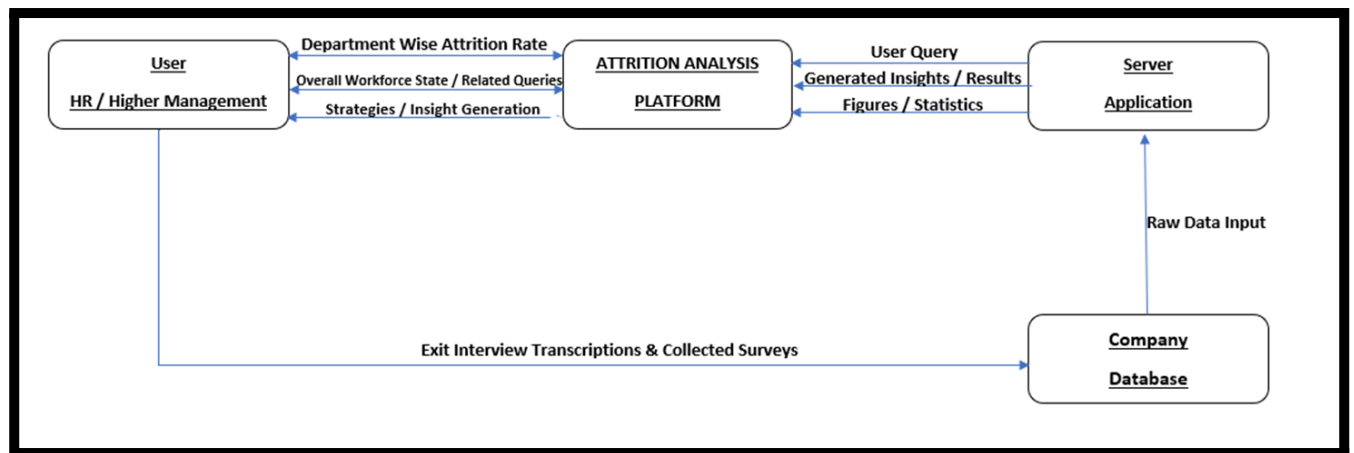 User
HR / Higher Management
Department Wise Attrition Rate
Overall Workforce State / Related Queries
Strategies / Insight Generation
ATTRITION ANALYSIS
PLATFORM
User Query
Generated Insights / Results
Figures / Statistics
Server
Application
Raw Data Input
Exit Interview Transcriptions & Collected Surveys
Company
Database